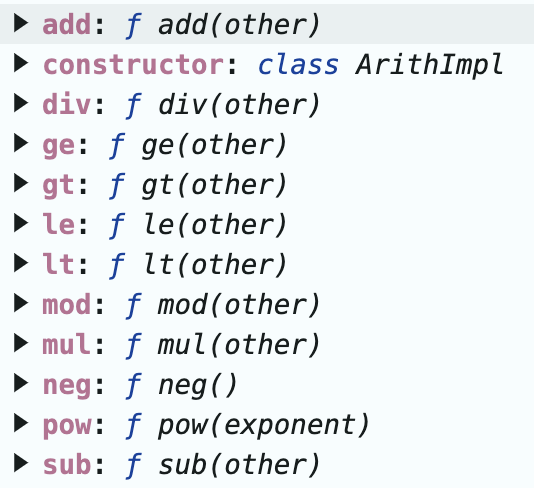 ▶ add: ƒ add(other)
▶ constructor: class ArithImpl
▶ div: ƒ div(other)
▶ ge: ƒ ge(other)
▶ gt: ƒ gt(other)
▶ le: ƒ le(other)
▶ lt: ƒ lt(other)
▶ mod: ƒ mod(other)
▶ mul: ƒ mul(other)
▶ neg: ƒ neg()
▶ pow: ƒ pow(exponent)
▶ sub: ƒ sub(other)